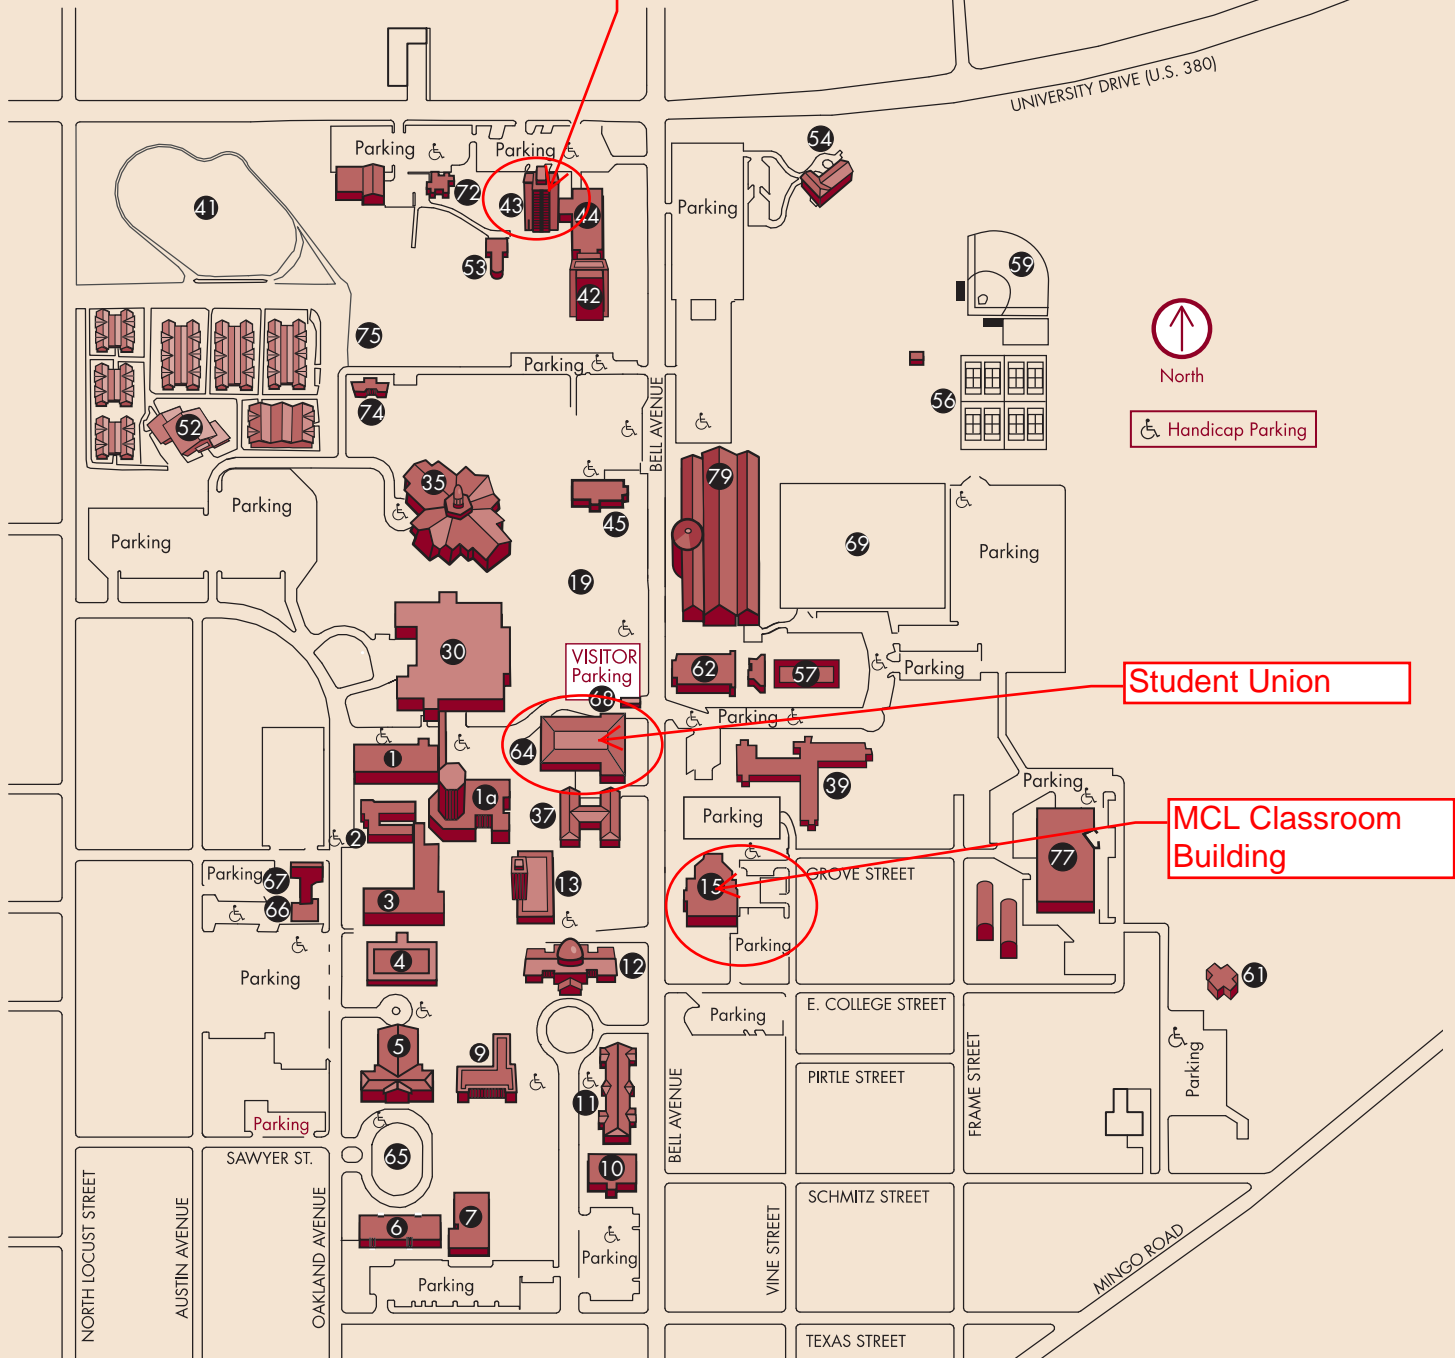 UNIVERSITY DRIVE (U.S. 380)
54
Parking
Parking
72
41
43
44
Parking
53
59
42
75
North
Parking
74
56
52
BELL AVENUE
Handicap Parking
35
79
Parking
45
Parking
69
Parking
19
30
VISITOR
Parking
62
57
Parking
68
Student Union
Parking
64
1
39
Parking
1a
37
Parking
2
MCL Classroom
Building
77
Parking
67
13
15
GROVE STREET
66
3
Parking
4
12
61
Parking
E. COLLEGE STREET
Parking
5
9
Parking
FRAME STREET
PIRTLE STREET
11
BELL AVENUE
Parking
SAWYER ST.
65
10
SCHMITZ STREET
NORTH LOCUST STREET
AUSTIN AVENUE
OAKLAND AVENUE
6
7
VINE STREET
MINGO ROAD
Parking
Parking
TEXAS STREET